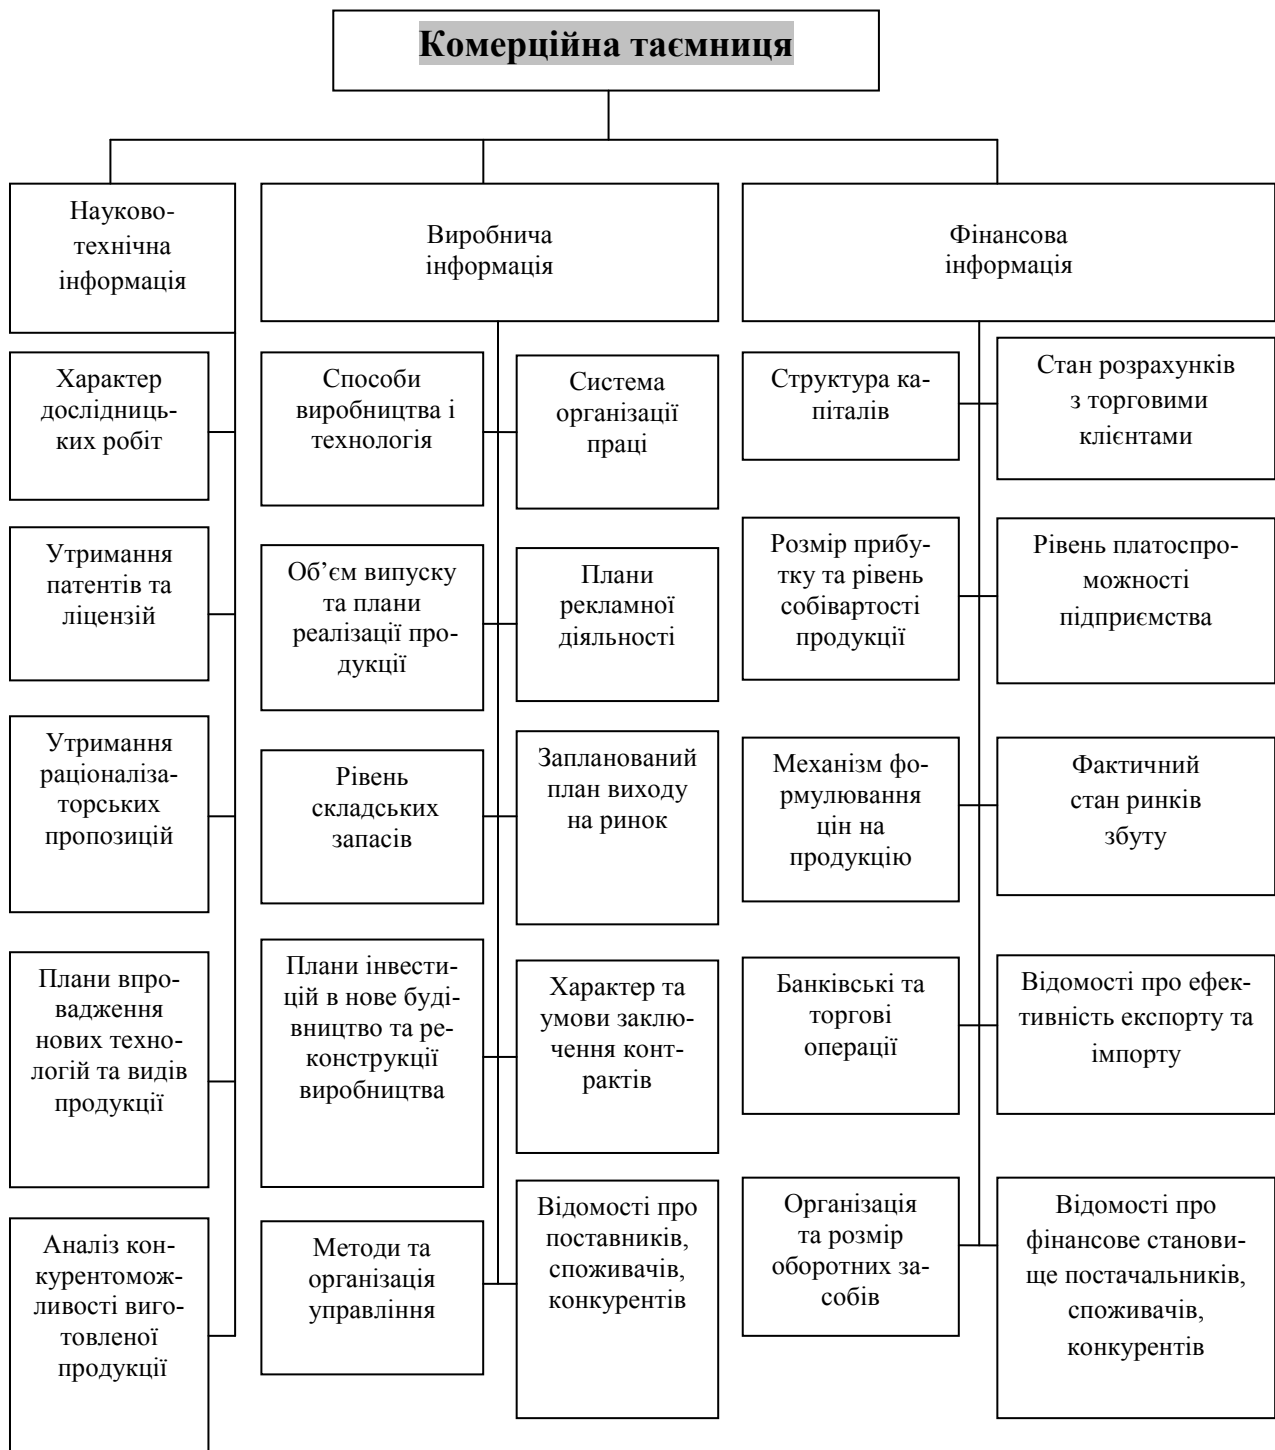 Комерційна таємниця
Науково-
технічна
інформація
Виробнича
інформація
Фінансова
інформація
Характер
дослідниць-
ких робіт
Утримання
патентів та
ліцензій
Утримання
раціоналіза-
торських
пропозицій
Плани впро-
вадження
нових техно-
логій та видів
продукції
Аналіз кон-
курентомож-
ливості виго-
товленої
продукції
Способи
виробництва і
технологія
Об’єм випуску
та плани
реалізації про-
дукції
Рівень
складських
запасів
Плани інвести-
цій в нове буді-
вництво та ре-
конструкції
виробництва
Методи та
організація
управління
Система
організації
праці
Плани
рекламної
діяльності
Запланований
план виходу
на ринок
Характер та
умови заклю-
чення конт-
рактів
Відомості про
поставників,
споживачів,
конкурентів
Структура ка-
піталів
Розмір прибу-
тку та рівень
собівартості
продукції
Механізм фо-
рмулювання
цін на
продукцію
Банківські та
торгові
операції
Організація
та розмір
оборотних за-
собів
Стан розрахунків
з торговими
клієнтами
Рівень платоспро-
можності
підприємства
Фактичний
стан ринків
збуту
Відомості про ефек-
тивність експорту та
імпорту
Відомості про
фінансове станови-
ще постачальників,
споживачів,
конкурентів